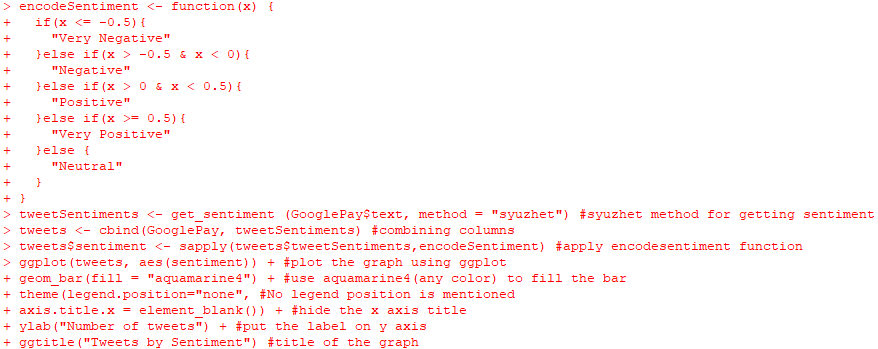 > encodeSentiment <- function(x) {
+   if(x <= -0.5){
+     "Very Negative"
+   }else if(x > -0.5 & x < 0){
+     "Negative"
+   }else if(x > 0 & x < 0.5){
+     "Positive"
+   }else if(x >= 0.5){
+     "Very Positive"
+   }else {
+     "Neutral"
+   }
+ }
> tweetSentiments <- get_sentiment (GooglePay$text, method = "syuzhet") #syuzhet method for getting sentiment
> tweets <- cbind(GooglePay, tweetSentiments) #combining columns
> tweets$sentiment <- sapply(tweets$tweetSentiments,encodeSentiment) #apply encodesentiment function
> ggplot(tweets, aes(sentiment)) + #plot the graph using ggplot
+ geom_bar(fill = "aquamarine4") + #use aquamarine4(any color) to fill the bar
+ theme(legend.position="none", #No legend position is mentioned
+ axis.title.x = element_blank()) + #hide the x axis title
+ ylab("Number of tweets") + #put the label on y axis
+ ggtitle("Tweets by Sentiment") #title of the graph